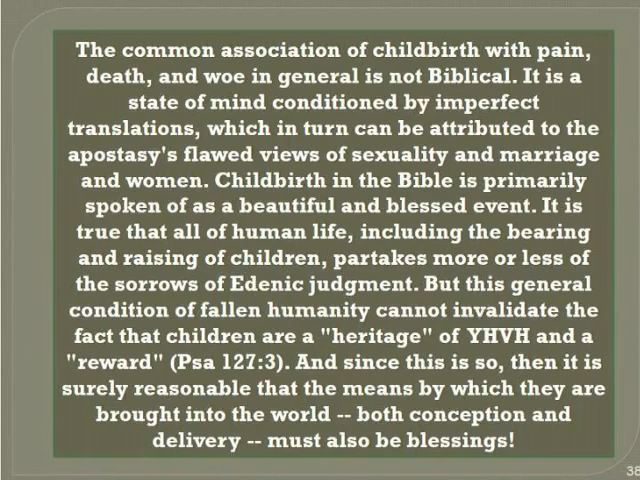 The common association of childbirth with pain,
death, and woe in general is not Biblical. It is a
state of mind conditioned by imperfect
translations, which in turn can be attributed to the
apostasy's flawed views of sexuality and marriage
and women. Childbirth in the Bible is primarily
spoken of as a beautiful and blessed event. It is
true that all of human life, including the bearing
and raising of children, partakes more or less of
the sorrows of Edenic judgment. But this general
condition of fallen humanity cannot invalidate the
fact that children are a "heritage" of YHVH and a
"reward" (Psa 127:3). And since this is so, then it is
surely reasonable that the means by which they are
brought into the world -- both conception and
delivery -- must also be blessings!
38